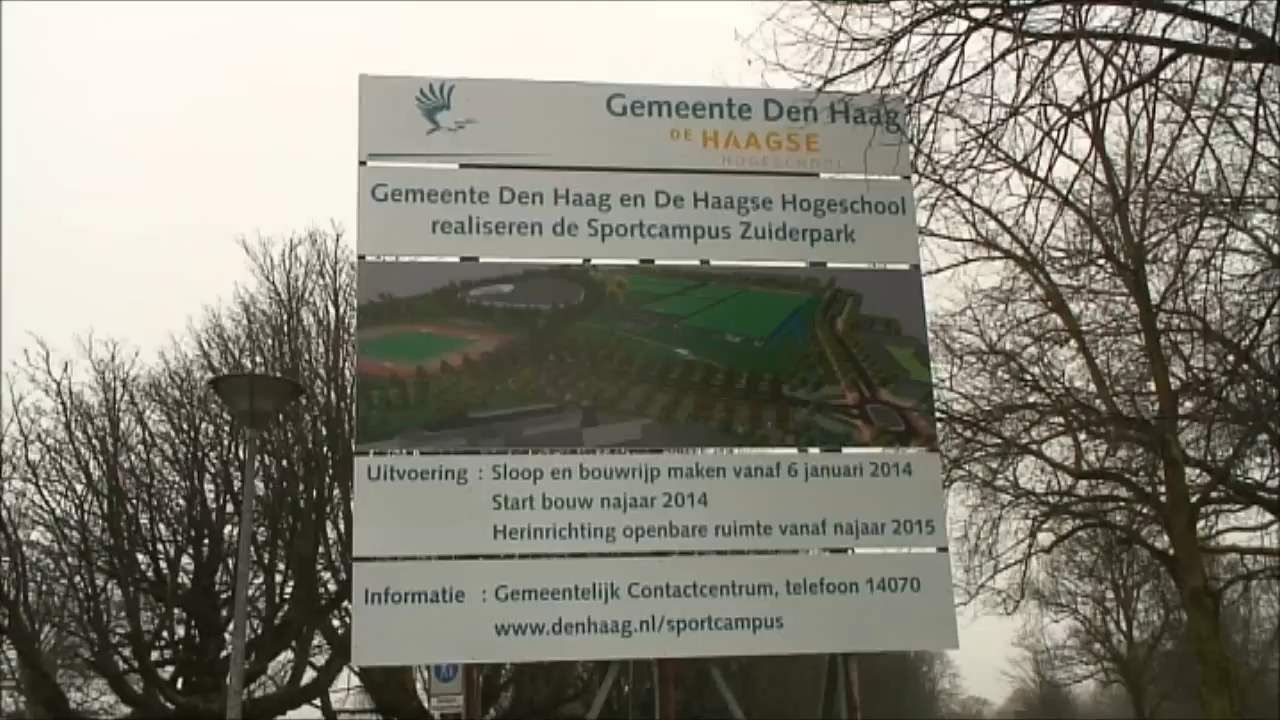 Gemeente Den Haag
DE HAAGSE
HOGESCHOOL
Gemeente Den Haag en De Haagse Hogeschool
realiseren de Sportcampus Zuiderpark
Uitvoering : Sloop en bouwrijp maken vanaf 6 januari 2014
Start bouw najaar 2014
Herinrichting openbare ruimte vanaf najaar 2015
Informatie : Gemeentelijk Contactcentrum, telefoon 14070
www.denhaag.nl/sportcampus